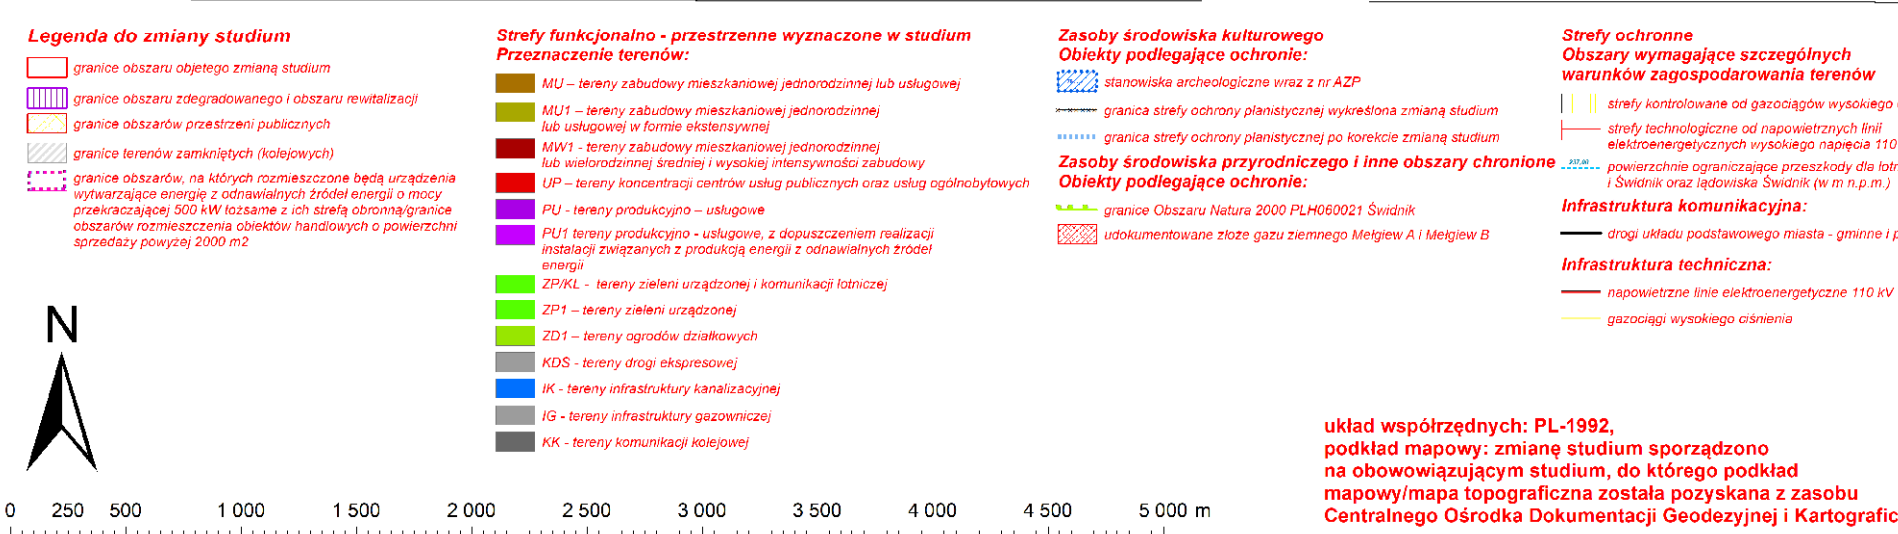 Legenda do zmiany studium
granice obszaru objetego zmianą studium
granice obszaru zdegradowanego i obszaru rewitalizacji
granice obszarów przestrzeni publicznych
granice terenów zamkniętych (kolejowych)
granice obszarów, na których rozmieszczone będą urządzenia
wytwarzające energię z odnawialnych źródeł energii o mocy
przekraczającej 500 kW tożsame z ich strefą obronną/granice
obszarów rozmieszczenia obiektów handlowych o powierzchni
sprzedaży powyżej 2000 m2
N
Strefy funkcjonalno - przestrzenne wyznaczone w studium
Przeznaczenie terenów:
MU – tereny zabudowy mieszkaniowej jednorodzinnej lub usługowej
MU1 – tereny zabudowy mieszkaniowej jednorodzinnej
lub usługowej w formie ekstensywnej
MW1 - tereny zabudowy mieszkaniowej jednorodzinnej
lub wielorodzinnej średniej i wysokiej intensywności zabudowy
UP – tereny koncentracji centrów usług publicznych oraz usług ogólnobytowych
PU - tereny produkcyjno – usługowe
PU1 tereny produkcyjno - usługowe, z dopuszczeniem realizacji
instalacji związanych z produkcją energii z odnawialnych źródeł
energii
ZP/KL - tereny zieleni urządzonej i komunikacji lotniczej
ZP1 – tereny zieleni urządzonej
ZD1 – tereny ogrodów działkowych
KDS - tereny drogi ekspresowej
IK - tereny infrastruktury kanalizacyjnej
IG - tereny infrastruktury gazowniczej
KK - tereny komunikacji kolejowej
Zasoby środowiska kulturowego
Obiekty podlegające ochronie:
stanowiska archeologiczne wraz z nr AZP
granica strefy ochrony planistycznej wykreślona zmianą studium
granica strefy ochrony planistycznej po korekcie zmianą studium
Zasoby środowiska przyrodniczego i inne obszary chronione
Obiekty podlegające ochronie:
granice Obszaru Natura 2000 PLH060021 Świdnik
udokumentowane złoże gazu ziemnego Mełgiew A i Mełgiew B
Strefy ochronne
Obszary wymagające szczególnych
warunków zagospodarowania terenów
strefy kontrolowane od gazociągów wysokiego
strefy technologiczne od napowietrznych linii
elektroenergetycznych wysokiego napięcia 110
237,00
powierzchnie ograniczające przeszkody dla lotn
i Świdnik oraz lądowiska Świdnik (w m n.p.m.)
Infrastruktura komunikacyjna:
drogi układu podstawowego miasta - gminne i p
Infrastruktura techniczna:
napowietrzne linie elektroenergetyczne 110 kV
gazociągi wysokiego ciśnienia
układ współrzędnych: PL-1992,
podkład mapowy: zmianę studium sporządzono
na obowowiązującym studium, do którego podkład
mapowy/mapa topograficzna została pozyskana z zasobu
Centralnego Ośrodka Dokumentacji Geodezyjnej i Kartografic
0 250 500 1 000 1 500 2 000 2 500 3 000 3 500 4 000 4 500 5 000 m